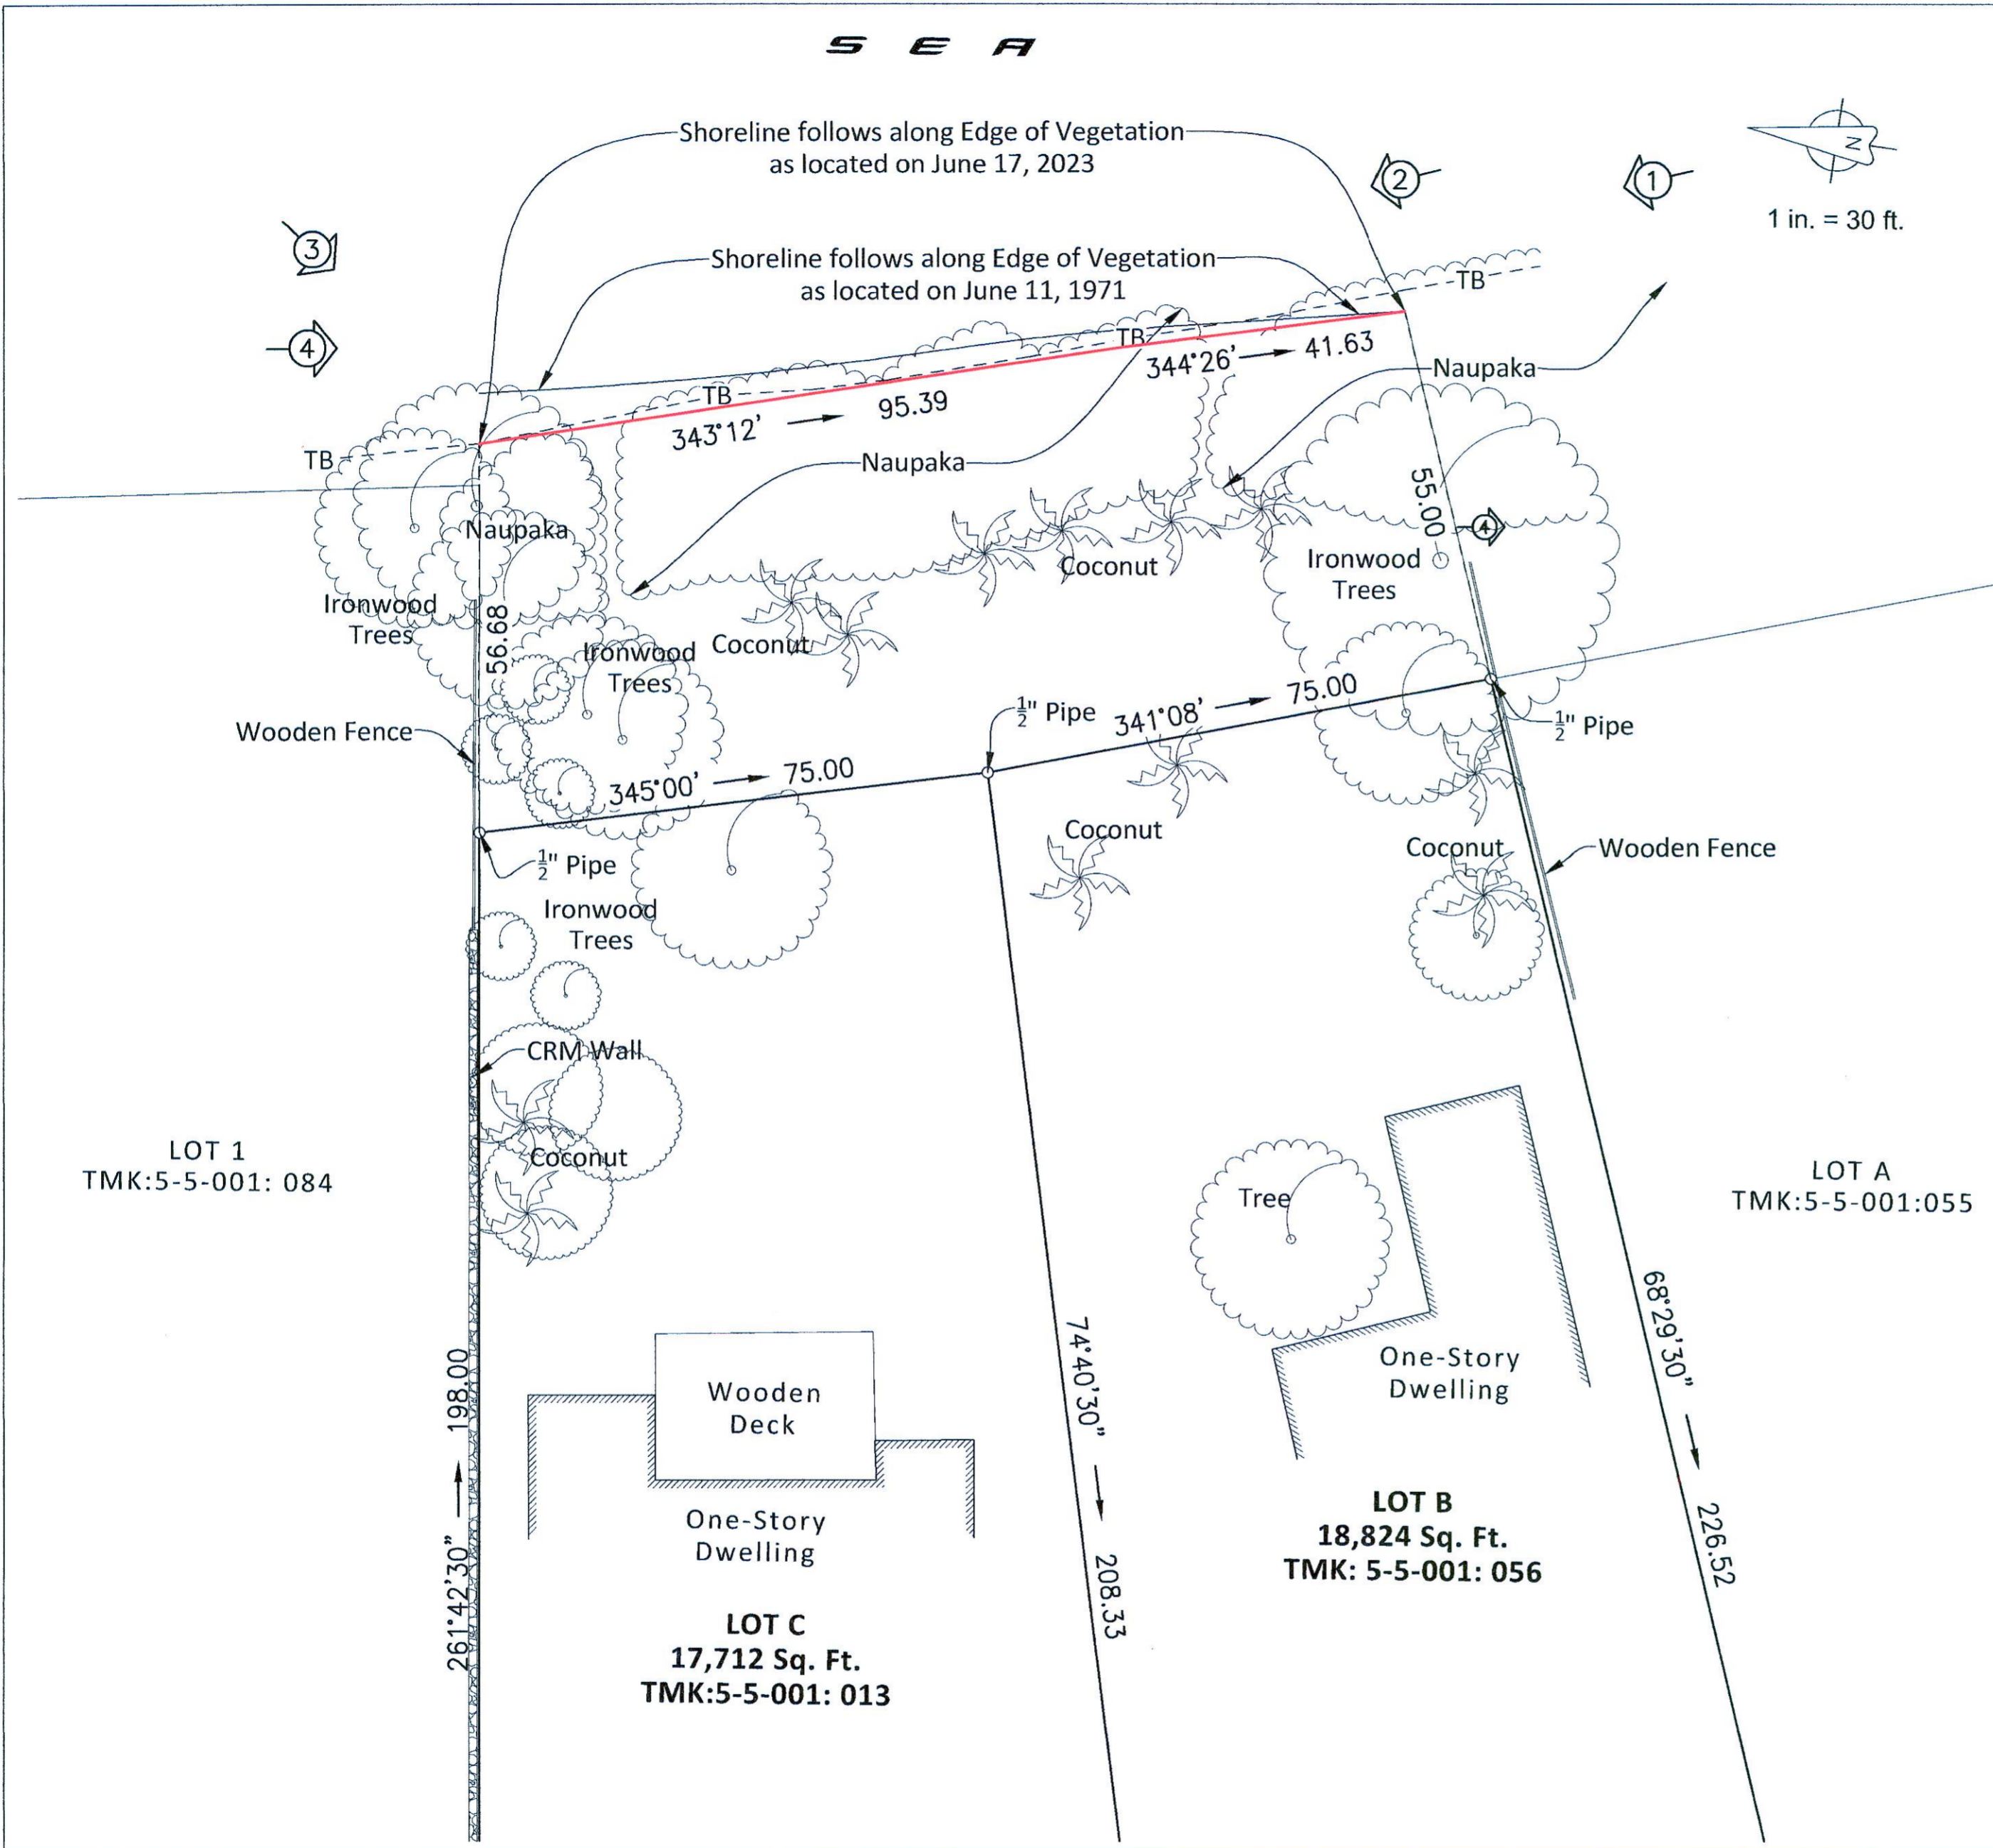 SEA
Shoreline follows along Edge of Vegetation
as located on June 17, 2023
2
1
N
1 in. = 30 ft.
3
Shoreline follows along Edge of Vegetation
as located on June 11, 1971
TB
4
TB
344°26' 41.63
Naupaka
TB
343°12' 95.39
TB
Naupaka
55.00
4
Naupaka
Coconut
Ironwood
Trees
Ironwood
Trees
56.68
Ironwood
Trees
Coconut
Wooden Fence
1/2" Pipe
341°08' 75.00
1/2" Pipe
345°00' 75.00
1/2" Pipe
Coconut
Coconut
Wooden Fence
Ironwood
Trees
CRM Wall
LOT 1
TMK:5-5-001: 084
Coconut
Tree
LOT A
TMK:5-5-001:055
68°29'30" 226.52
74°40'30" 208.33
261°42'30" 198.00
Wooden
Deck
One-Story
Dwelling
One-Story
Dwelling
LOT B
18,824 Sq. Ft.
TMK: 5-5-001: 056
LOT C
17,712 Sq. Ft.
TMK:5-5-001: 013